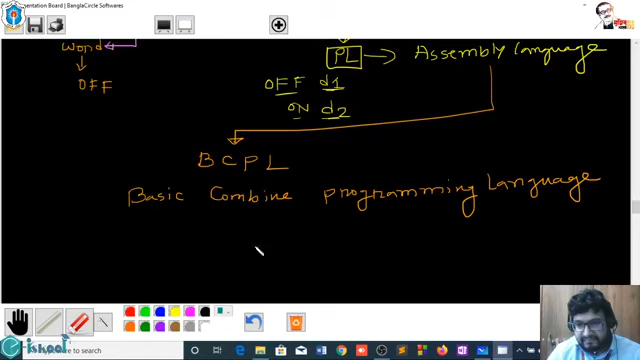 esentation Board | BanglaCircle Softwares
Word
OFF
PL → Assembly language
OFF d1
ON d2
BCPL
Basic Combine programming Language
e-iskool
type here to search